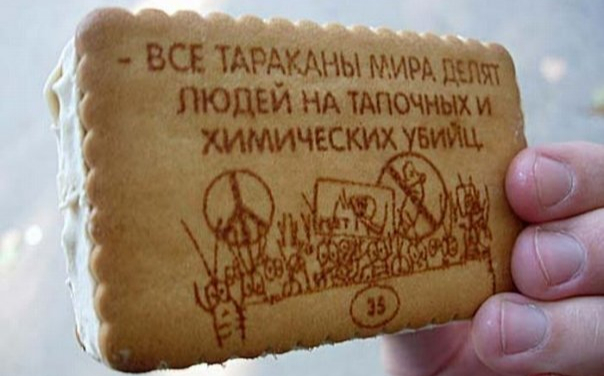 - ВСЕ ТАРАКАНЫ МИРА ДЕЛЯТ
ЛЮДЕЙ НА ТАПОЧНЫХ И
ХИМИЧЕСКИХ УБИЙЦ
35